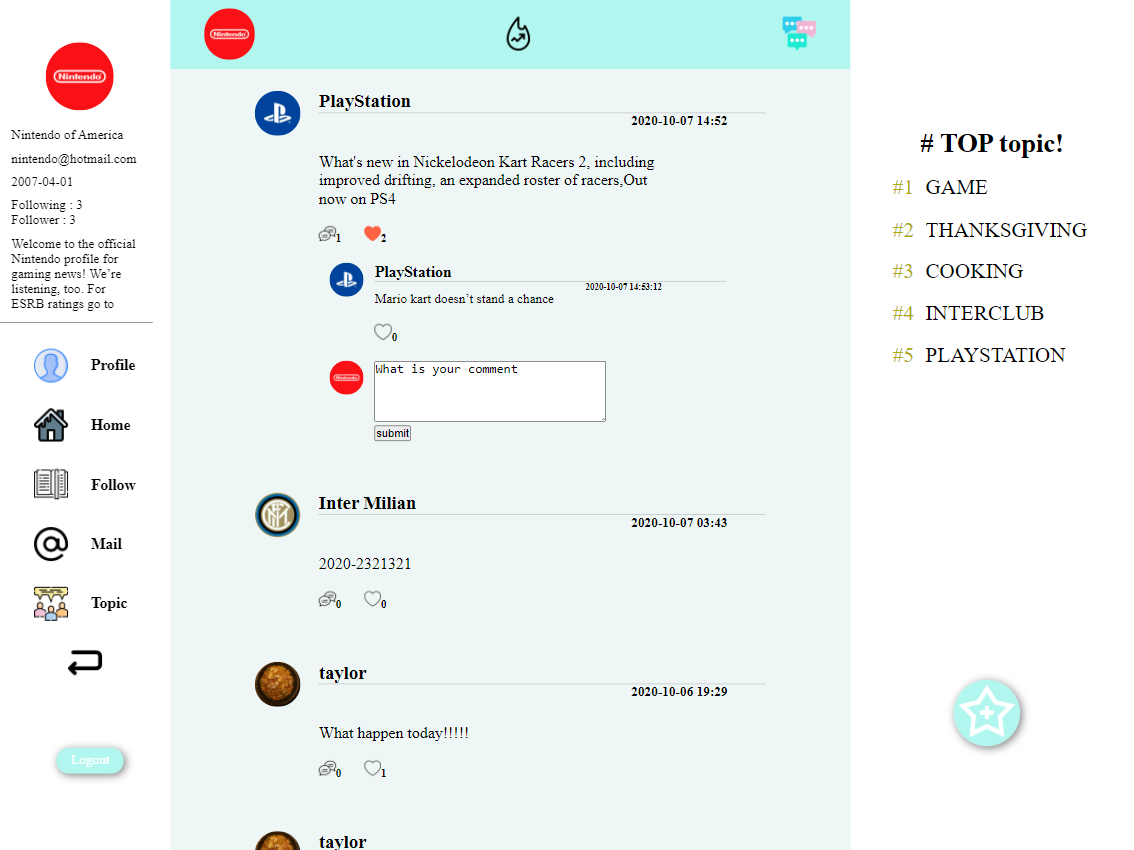 Nintendo
Nintendo of America
nintendo@hotmail.com
2007-04-01
Following : 3
Follower : 3
Welcome to the official
Nintendo profile for
gaming news! We’re
listening, too. For
ESRB ratings go to
Profile
Home
Follow
Mail
Topic
Logout
Nintendo
PlayStation
2020-10-07 14:52
What's new in Nickelodeon Kart Racers 2, including
improved drifting, an expanded roster of racers,Out
now on PS4
1 2
PlayStation
2020-10-07 14:53:12
Mario kart doesn’t stand a chance
0
Nintendo
What is your comment
submit
Inter Milian
2020-10-07 03:43
2020-2321321
0 0
taylor
2020-10-06 19:29
What happen today!!!!!
0 1
taylor
# TOP topic!
#1 GAME
#2 THANKSGIVING
#3 COOKING
#4 INTERCLUB
#5 PLAYSTATION